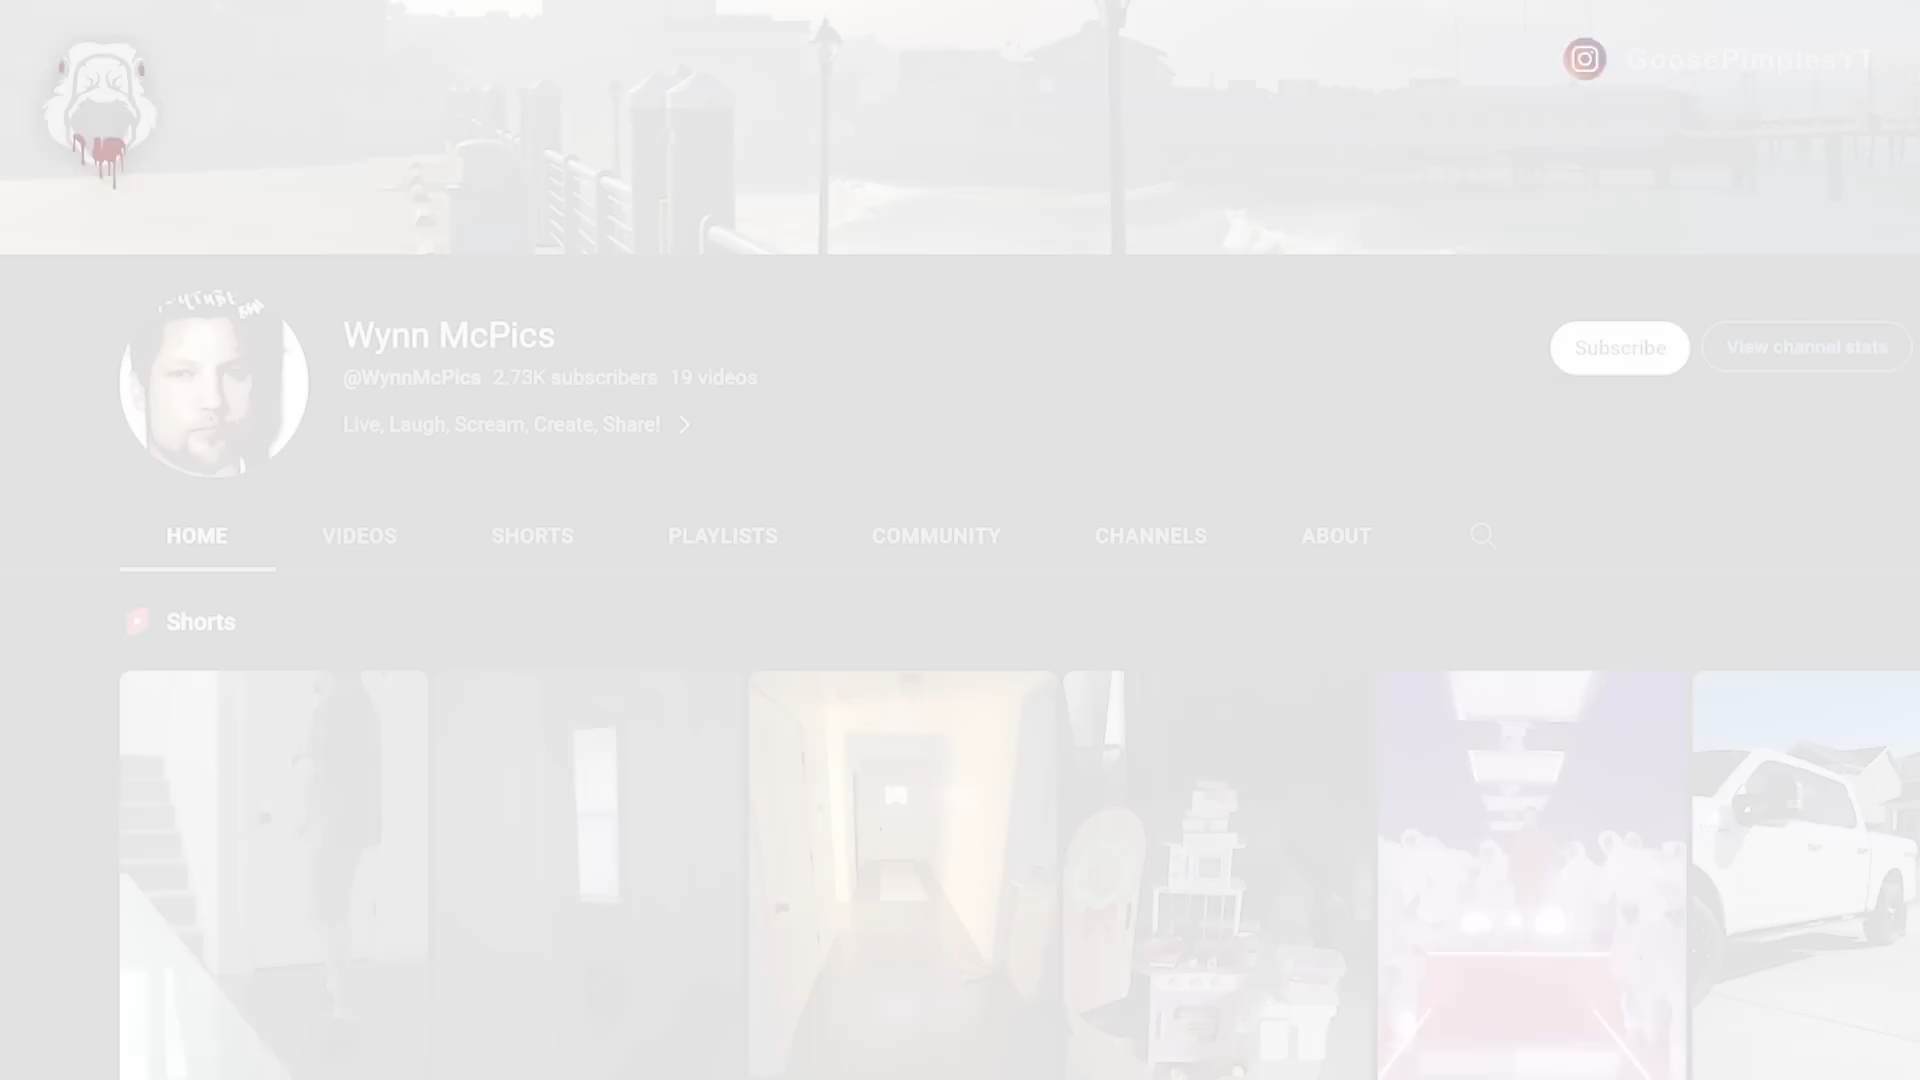 GoosePimplesYT
Wynn McPics
@WynnMcPics 2.73K subscribers 19 videos
Live, Laugh, Scream, Create, Share!
Subscribe
View channel stats
HOME VIDEOS SHORTS PLAYLISTS COMMUNITY CHANNELS ABOUT
Shorts